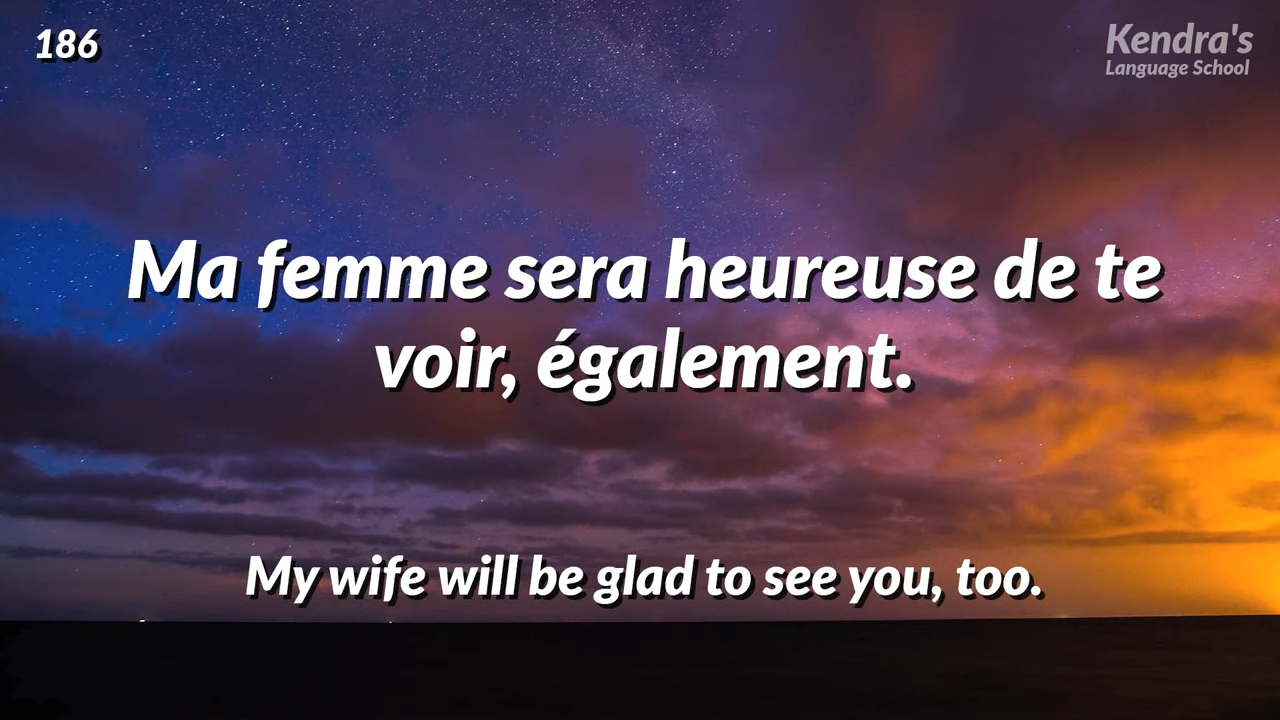 186
Kendra's
Language School
Ma femme sera heureuse de te
voir, également.
My wife will be glad to see you, too.